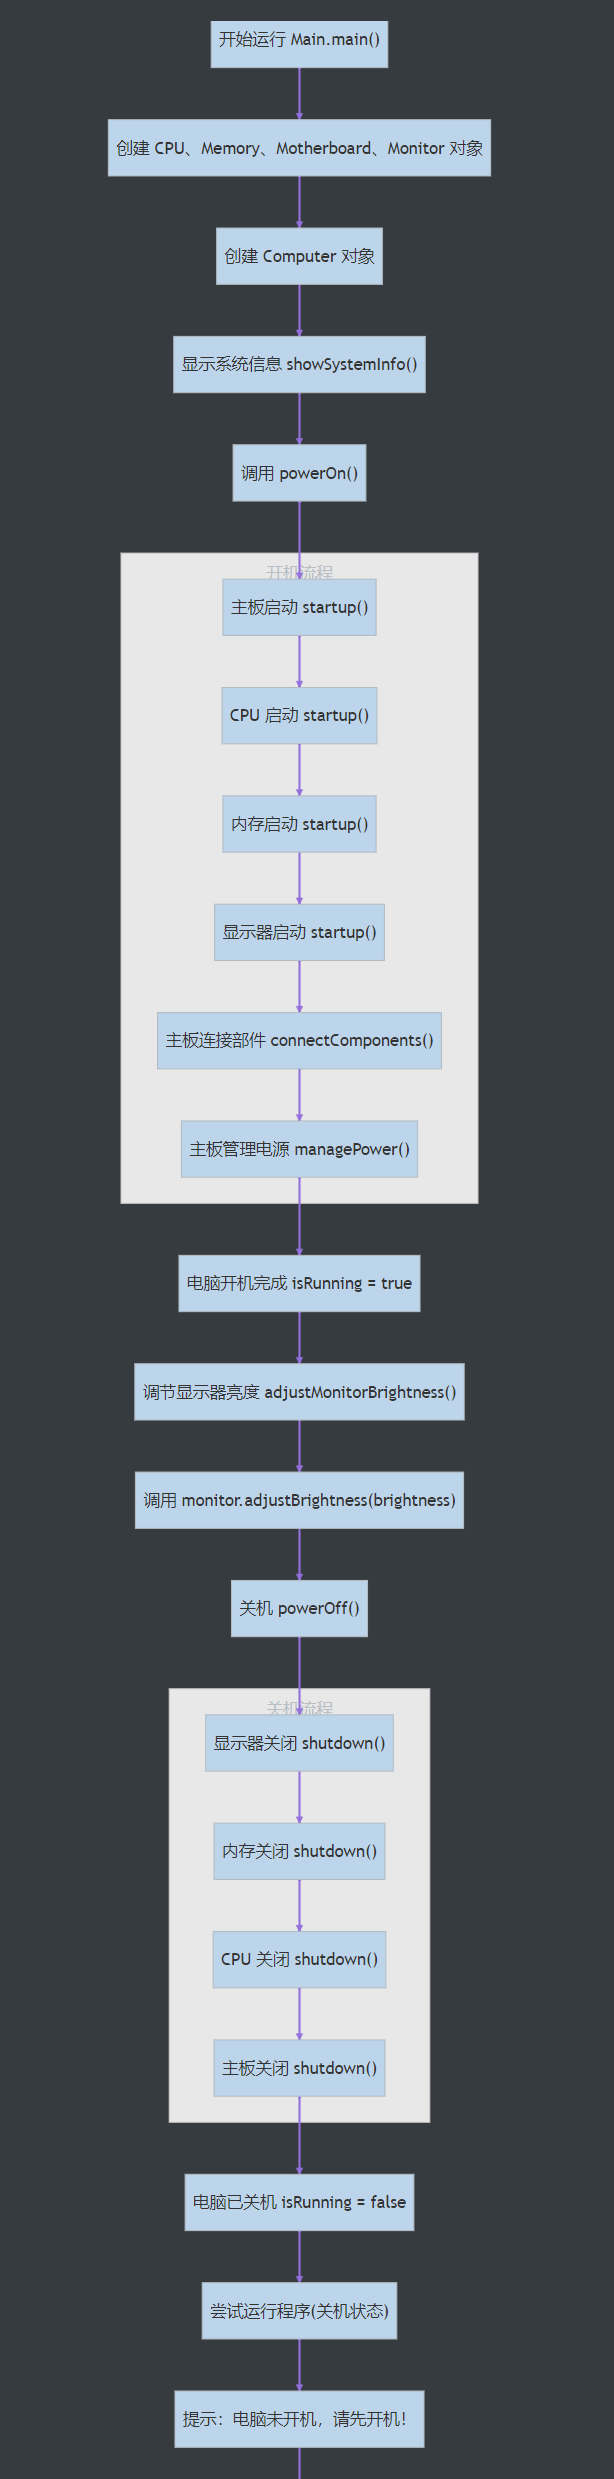 开始运行 Main.main()
创建 CPU、Memory、Motherboard、Monitor 对象
创建 Computer 对象
显示系统信息 showSystemInfo()
调用 powerOn()
开机流程
主板启动 startup()
CPU 启动 startup()
内存启动 startup()
显示器启动 startup()
主板连接部件 connectComponents()
主板管理电源 managePower()
电脑开机完成 isRunning = true
调节显示器亮度 adjustMonitorBrightness()
调用 monitor.adjustBrightness(brightness)
关机 powerOff()
关机流程
显示器关闭 shutdown()
内存关闭 shutdown()
CPU 关闭 shutdown()
主板关闭 shutdown()
电脑已关机 isRunning = false
尝试运行程序(关机状态)
提示：电脑未开机，请先开机！